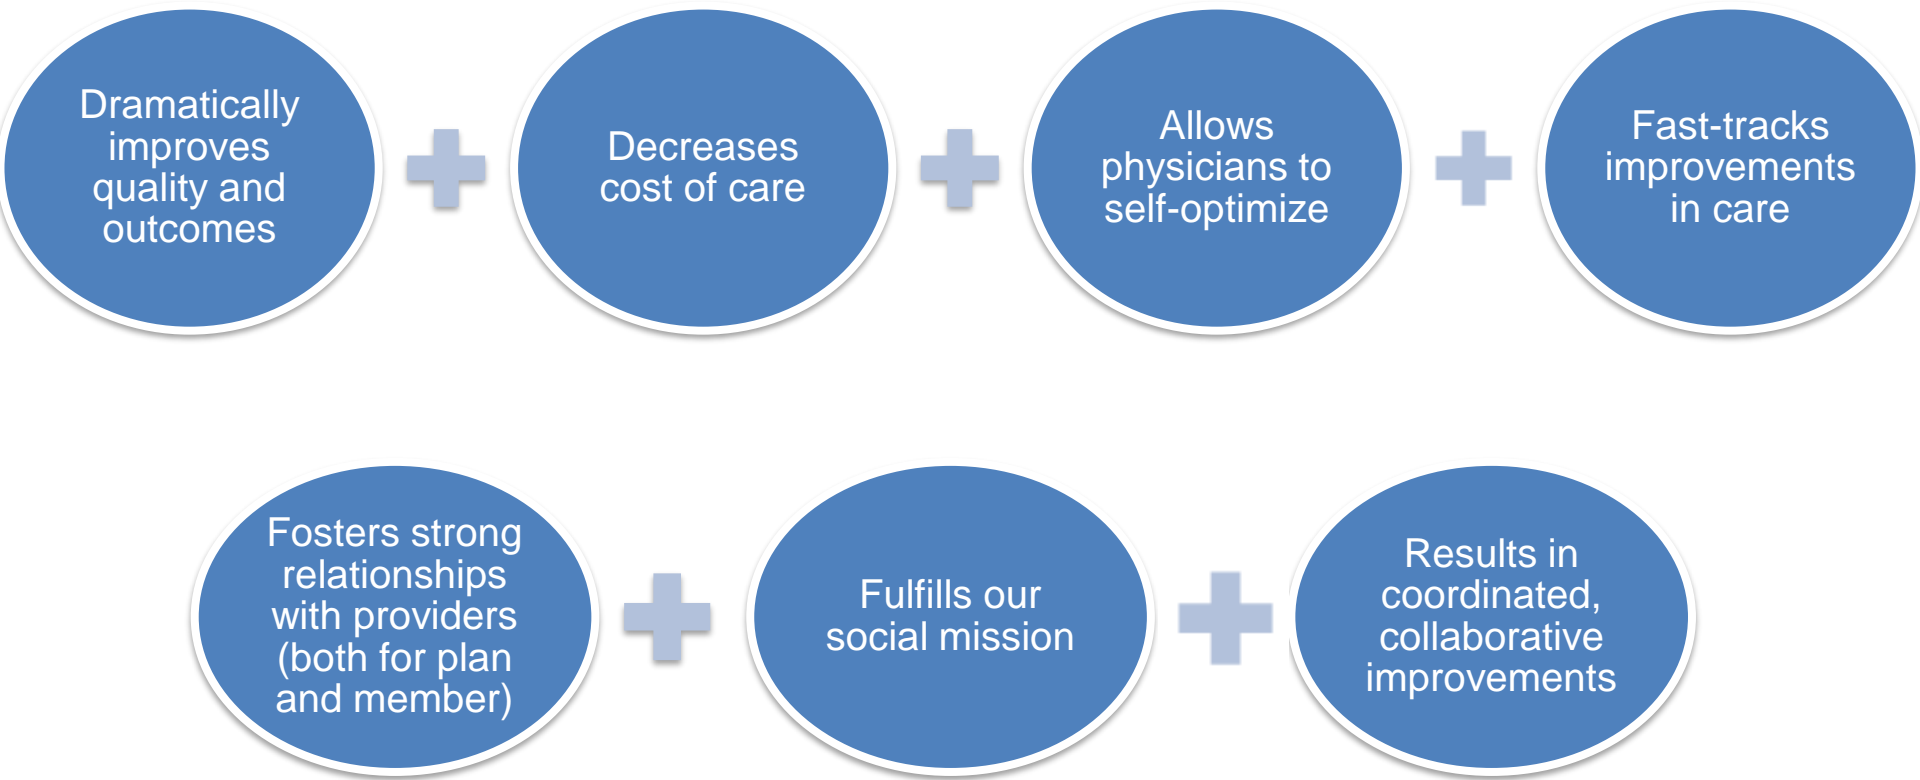 Dramatically
improves
quality and
outcomes
Decreases
cost of care
Allows
physicians to
self-optimize
Fast-tracks
improvements
in care
Fosters strong
relationships
with providers
(both for plan
and member)
Fulfills our
social mission
Results in
coordinated,
collaborative
improvements